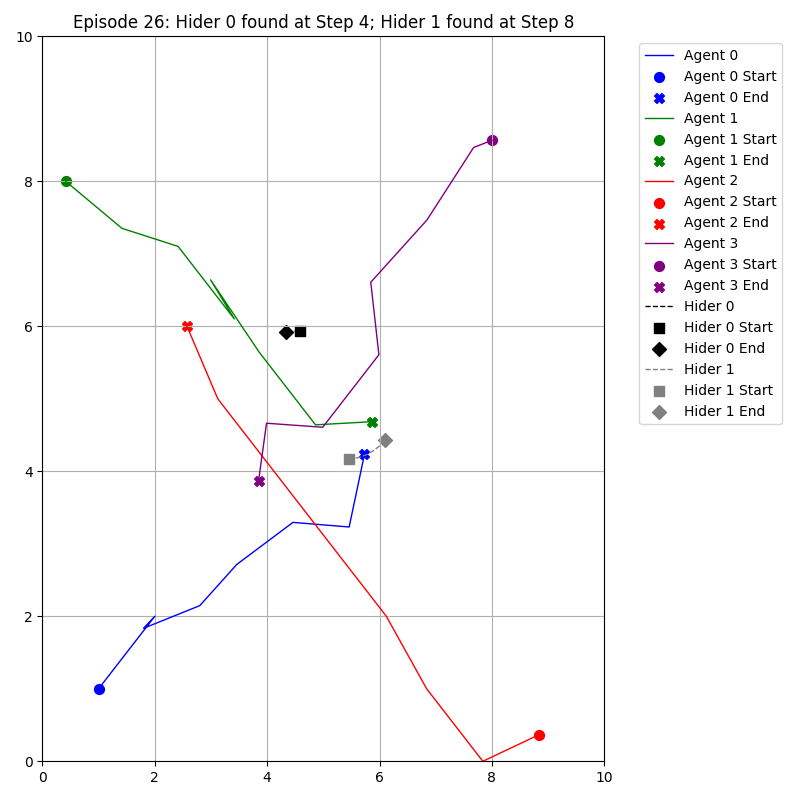 Episode 26: Hider 0 found at Step 4; Hider 1 found at Step 8
10
8
6
4
2
0
0 2 4 6 8 10
Agent 0
Agent 0 Start
Agent 0 End
Agent 1
Agent 1 Start
Agent 1 End
Agent 2
Agent 2 Start
Agent 2 End
Agent 3
Agent 3 Start
Agent 3 End
Hider 0
Hider 0 Start
Hider 0 End
Hider 1
Hider 1 Start
Hider 1 End